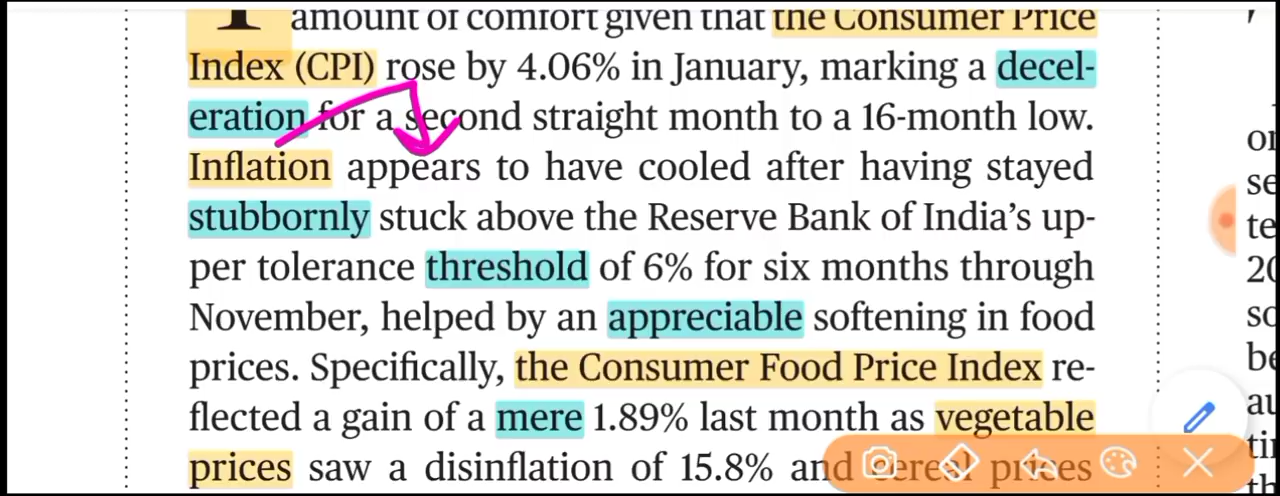 T amount of comfort given that the Consumer Price
Index (CPI) rose by 4.06% in January, marking a decel-
eration for a second straight month to a 16-month low.
Inflation appears to have cooled after having stayed
stubbornly stuck above the Reserve Bank of India's up-
per tolerance threshold of 6% for six months through
November, helped by an appreciable softening in food
prices. Specifically, the Consumer Food Price Index re-
flected a gain of a mere 1.89% last month as vegetable
prices saw a disinflation of 15.8% and cereal prices